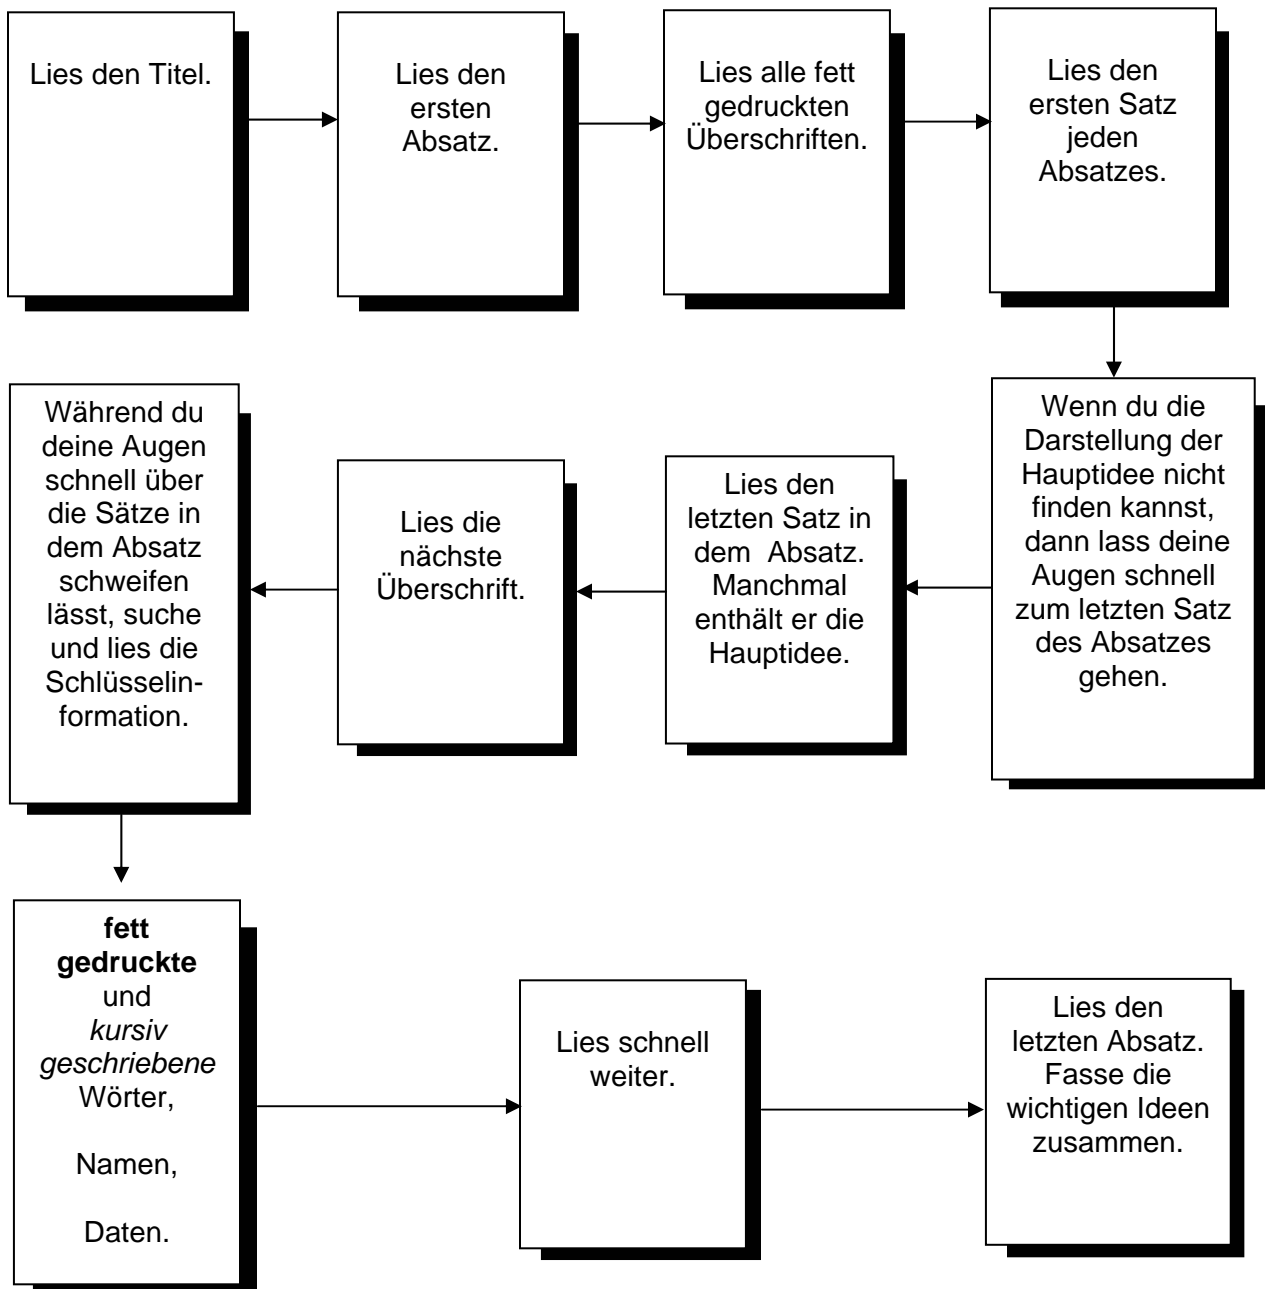 Lies den Titel.
Lies den
ersten
Absatz.
Lies alle fett
gedruckten
Überschriften.
Lies den
ersten Satz
jeden
Absatzes.
Wenn du die
Darstellung der
Hauptidee nicht
finden kannst,
dann lass deine
Augen schnell
zum letzten Satz
des Absatzes
gehen.
Lies den
letzten Satz in
dem Absatz.
Manchmal
enthält er die
Hauptidee.
Lies die
nächste
Überschrift.
Während du
deine Augen
schnell über
die Sätze in
dem Absatz
schweifen
lässt, suche
und lies die
Schlüsselin-
formation.
fett
gedruckte
und
kursiv
geschriebene
Wörter,
Namen,
Daten.
Lies schnell
weiter.
Lies den
letzten Absatz.
Fasse die
wichtigen Ideen
zusammen.